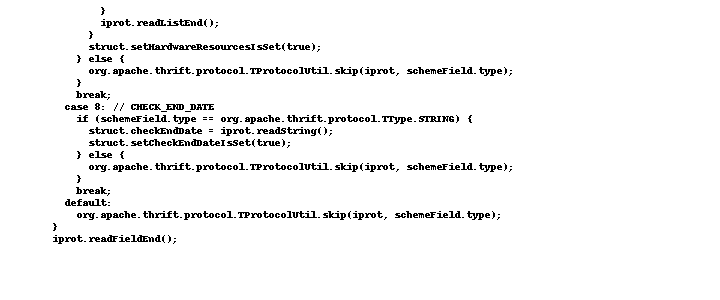 }
iprot.readListEnd();
}
struct.setHardwareResourcesIsSet(true);
} else {
org.apache.thrift.protocol.TProtocolUtil.skip(iprot, schemeField.type);
}
break;
case 8: // CHECK_END_DATE
if (schemeField.type == org.apache.thrift.protocol.TType.STRING) {
struct.checkEndDate = iprot.readString();
struct.setCheckEndDateIsSet(true);
} else {
org.apache.thrift.protocol.TProtocolUtil.skip(iprot, schemeField.type);
}
break;
default:
org.apache.thrift.protocol.TProtocolUtil.skip(iprot, schemeField.type);
}
iprot.readFieldEnd();